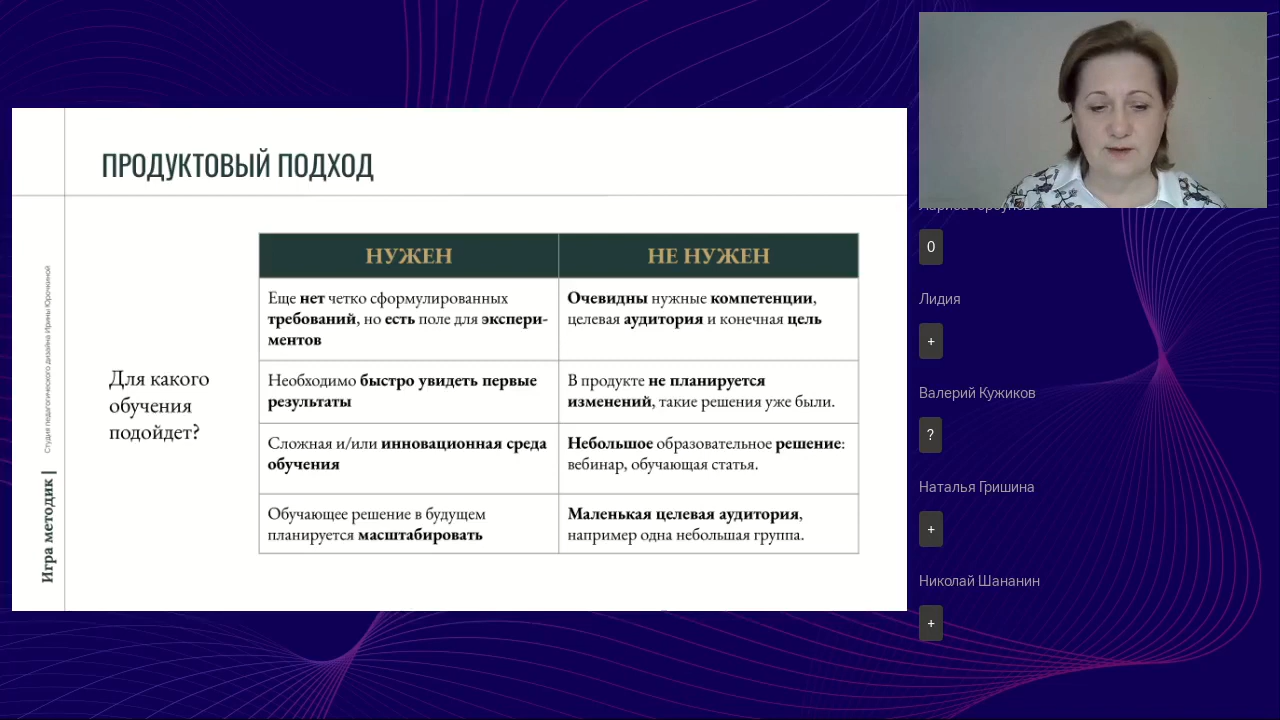 ПРОДУКТОВЫЙ ПОДХОД
Игра методик |
Студия педагогического дизайна Ирины Юрочкиной
Для какого
обучения
подойдет?
НУЖЕН
НЕ НУЖЕН
Еще нет четко сформулированных
требований, но есть поле для экспери-
ментов
Очевидны нужные компетенции,
целевая аудитория и конечная цель
Необходимо быстро увидеть первые
результаты
В продукте не планируется
изменений, такие решения уже были.
Сложная и/или инновационная среда
обучения
Небольшое образовательное решение:
вебинар, обучающая статья.
Обучающее решение в будущем
планируется масштабировать
Маленькая целевая аудитория,
например одна небольшая группа.
0
Лидия
+
Валерий Кужиков
?
Наталья Гришина
+
Николай Шананин
+